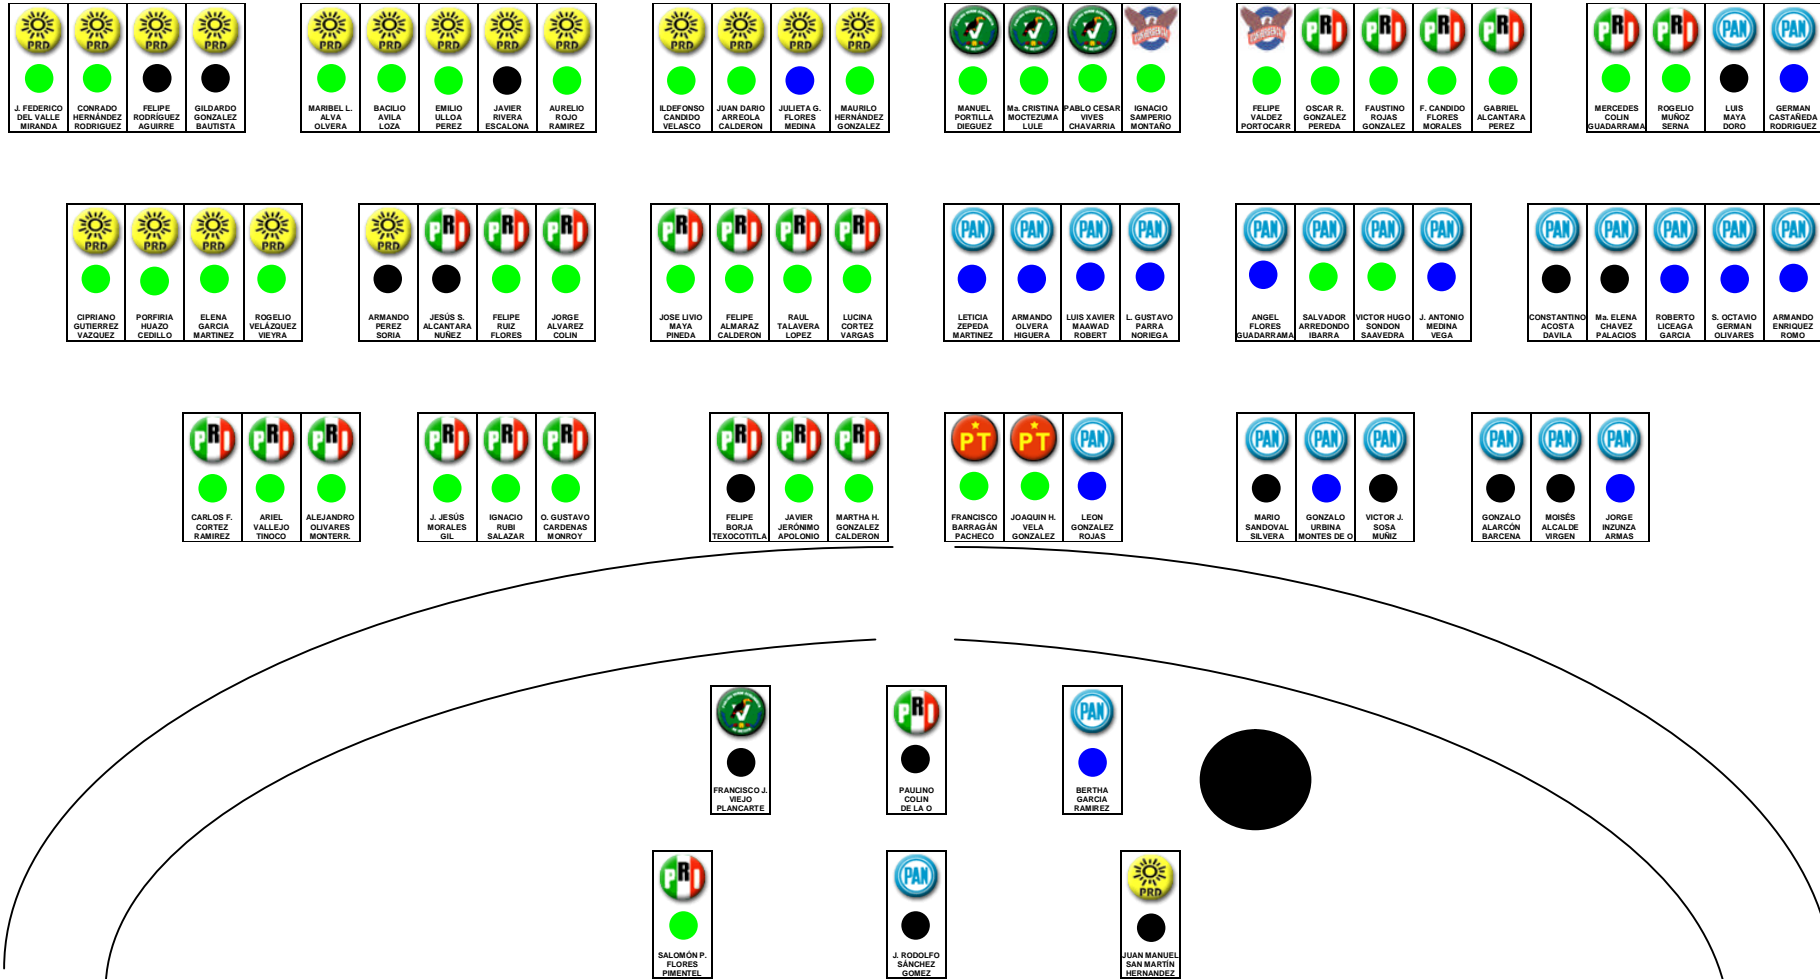 PRD PRD PRD PRD
J. FEDERICO
DEL VALLE
MIRANDA
CONRADO
HERNÁNDEZ
RODRIGUEZ
FELIPE
RODRÍGUEZ
AGUIRRE
GILDARDO
GONZALEZ
BAUTISTA
PRD PRD PRD PRD PRD
MARIBEL L.
ALVA
OLVERA
BACILIO
AVILA
LOZA
EMILIO
ULLOA
PEREZ
JAVIER
RIVERA
ESCALONA
AURELIO
ROJO
RAMIREZ
PRD PRD PRD PRD
ILDEFONSO
CANDIDO
VELASCO
JUAN DARIO
ARREOLA
CALDERON
JULIETA G.
FLORES
MEDINA
MAURILO
HERNÁNDEZ
GONZALEZ
MANUEL
PORTILLA
DIEGUEZ
Ma. CRISTINA
MOCTEZUMA
LULE
PABLO CESAR
VIVES
CHAVARRIA
IGNACIO
SAMPERIO
MONTAÑO
PRI PRI PRI PRI
FELIPE
VALDEZ
PORTOCARR
OSCAR R.
GONZALEZ
PEREDA
FAUSTINO
ROJAS
GONZALEZ
F. CANDIDO
FLORES
MORALES
GABRIEL
ALCANTARA
PEREZ
PRI PRI PAN PAN
MERCEDES
COLIN
GUADARRAMA
ROGELIO
MUÑOZ
SERNA
LUIS
MAYA
DORO
GERMAN
CASTAÑEDA
RODRIGUEZ
PRD PRD PRD PRD
CIPRIANO
GUTIERREZ
VAZQUEZ
PORFIRIA
HUAZO
CEDILLO
ELENA
GARCIA
MARTINEZ
ROGELIO
VELÁZQUEZ
VIEYRA
PRD PRI PRI PRI
ARMANDO
PEREZ
SORIA
JESÚS S.
ALCANTARA
NUÑEZ
FELIPE
RUIZ
FLORES
JORGE
ALVAREZ
COLIN
PRI PRI PRI PRI
JOSE LIVIO
MAYA
PINEDA
FELIPE
ALMARAZ
CALDERON
RAUL
TALAVERA
LOPEZ
LUCINA
CORTEZ
VARGAS
PAN PAN PAN PAN
LETICIA
ZEPEDA
MARTINEZ
ARMANDO
OLVERA
HIGUERA
LUIS XAVIER
MAAWAD
ROBERT
L. GUSTAVO
PARRA
NORIEGA
PAN PAN PAN PAN
ANGEL
FLORES
GUADARRAMA
SALVADOR
ARREDONDO
IBARRA
VICTOR HUGO
SONDON
SAAVEDRA
J. ANTONIO
MEDINA
VEGA
PAN PAN PAN PAN PAN
CONSTANTINO
ACOSTA
DAVILA
Ma. ELENA
CHAVEZ
PALACIOS
ROBERTO
LICEAGA
GARCIA
S. OCTAVIO
GERMAN
OLIVARES
ARMANDO
ENRIQUEZ
ROMO
PRI PRI PRI
CARLOS F.
CORTEZ
RAMIREZ
ARIEL
VALLEJO
TINOCO
ALEJANDRO
OLIVARES
MONTERR.
PRI PRI PRI
J. JESÚS
MORALES
GIL
IGNACIO
RUBI
SALAZAR
O. GUSTAVO
CARDENAS
MONROY
PRI PRI PRI
FELIPE
BORJA
TEXOCOTITLA
JAVIER
JERÓNIMO
APOLONIO
MARTHA H.
GONZALEZ
CALDERON
PT PT PAN
FRANCISCO
BARRAGÁN
PACHECO
JOAQUIN H.
VELA
GONZALEZ
LEON
GONZALEZ
ROJAS
PAN PAN PAN
MARIO
SANDOVAL
SILVERA
GONZALO
URBINA
MONTES DE O
VICTOR J.
SOSA
MUÑIZ
PAN PAN PAN
GONZALO
ALARCÓN
BARCENA
MOISÉS
ALCALDE
VIRGEN
JORGE
INZUNZA
ARMAS
FRANCISCO J.
VIEJO
PLANCARTE
PRI
PAULINO
COLIN
DE LA O
PAN
BERTHA
GARCIA
RAMIREZ
PRI
SALOMÓN P.
FLORES
PIMENTEL
PAN
J. RODOLFO
SÁNCHEZ
GOMEZ
PRD
JUAN MANUEL
SAN MARTÍN
HERNANDEZ